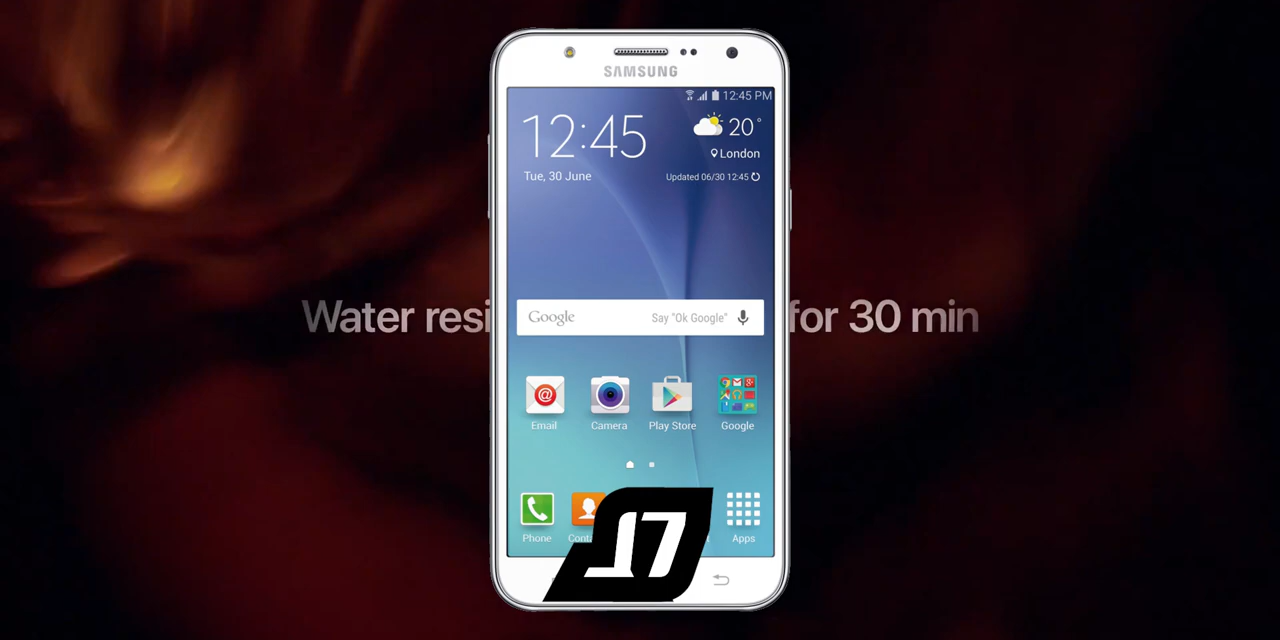 SAMSUNG
12:45 PM
12:45
20°
London
Tue, 30 June
Updated 06/30 12:45
Water resi
for 30 min
Google
Say "Ok Google"
Email
Camera
Play Store
Google
Phone
Conta
Apps